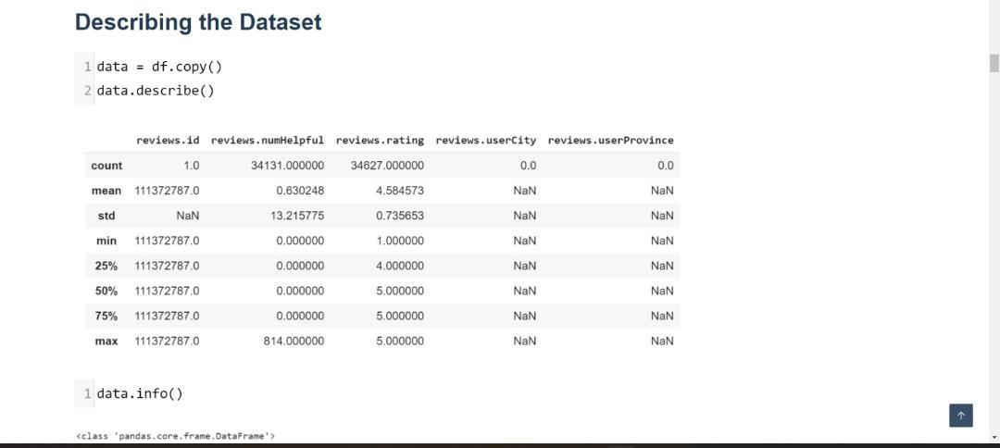 Describing the Dataset
1 data = df.copy()
2 data.describe()
reviews.id reviews.numHelpful reviews.rating reviews.userCity reviews.userProvince
count 1.0 34131.000000 34627.000000 0.0 0.0
mean 111372787.0 0.630248 4.584573 NaN NaN
std NaN 13.215775 0.735653 NaN NaN
min 111372787.0 0.000000 1.000000 NaN NaN
25% 111372787.0 0.000000 4.000000 NaN NaN
50% 111372787.0 0.000000 5.000000 NaN NaN
75% 111372787.0 0.000000 5.000000 NaN NaN
max 111372787.0 814.000000 5.000000 NaN NaN
1 data.info()
<class 'pandas.core.frame.DataFrame'>